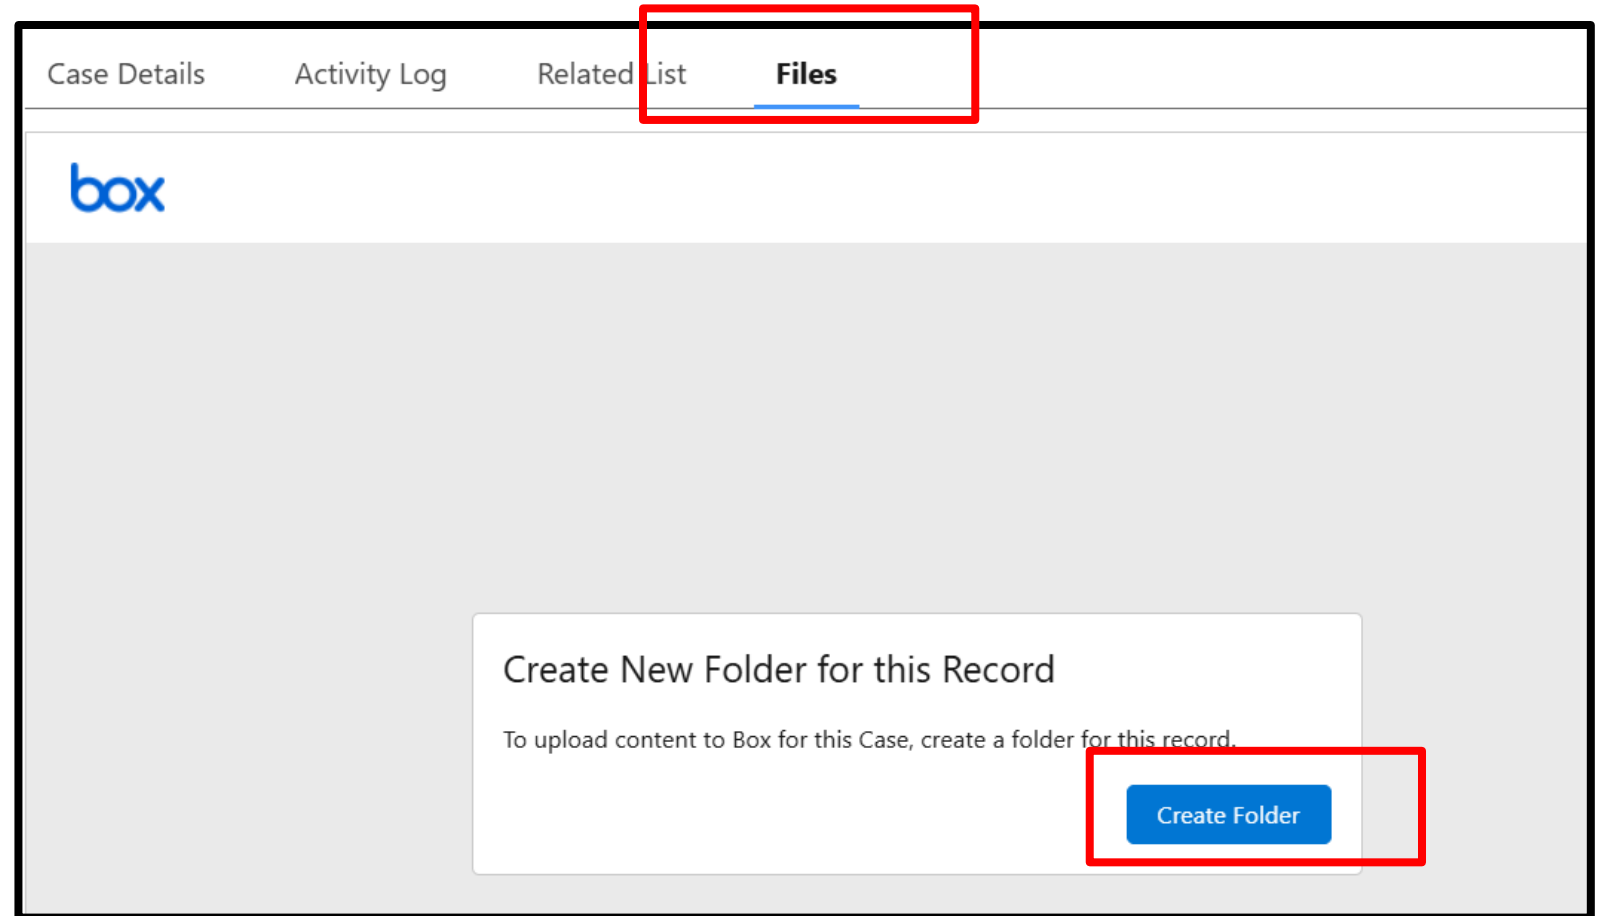 Case Details Activity Log Related List Files
box
Create New Folder for this Record
To upload content to Box for this Case, create a folder for this record.
Create Folder